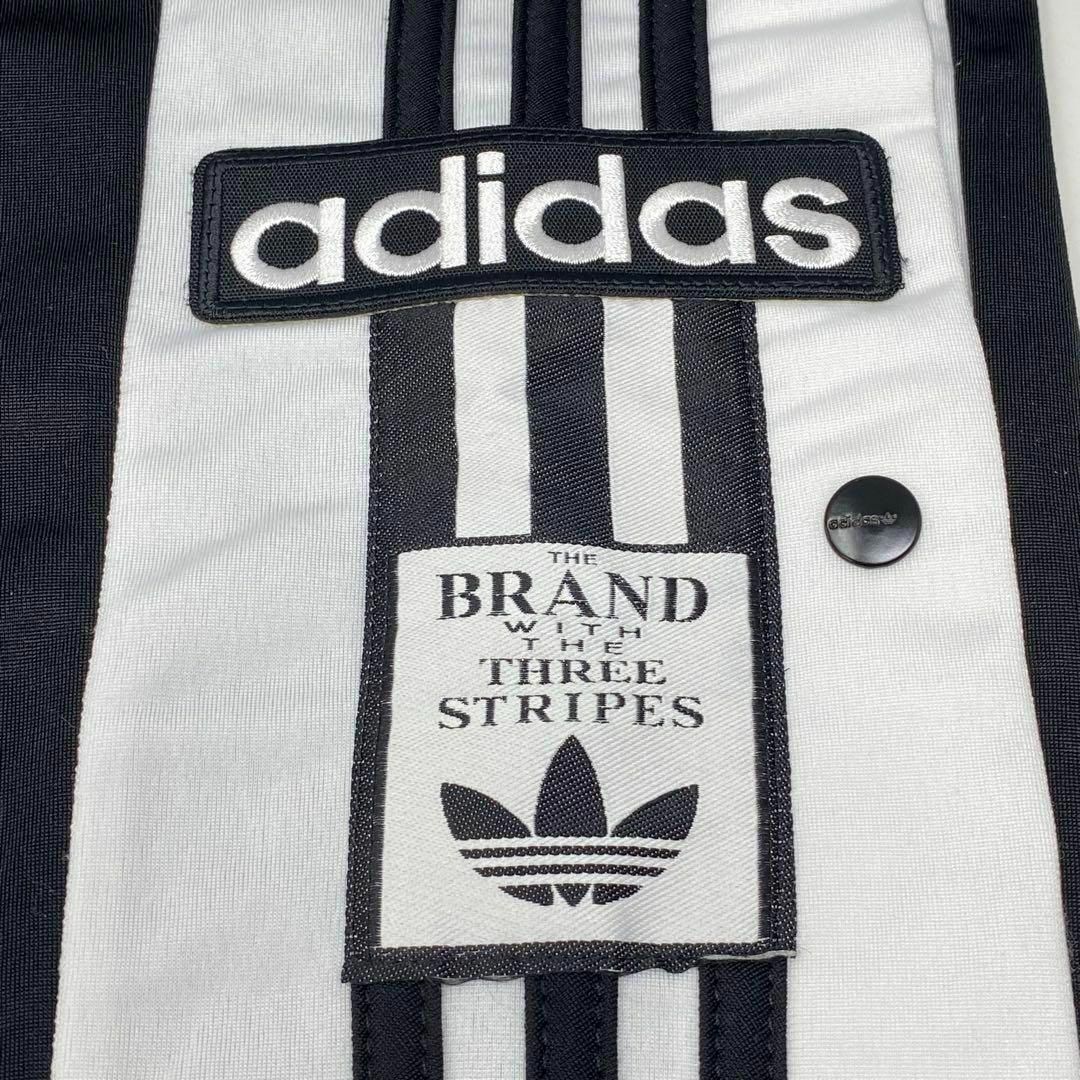 adidas
adidas
THE
BRAND
WITH
THE
THREE
STRIPES